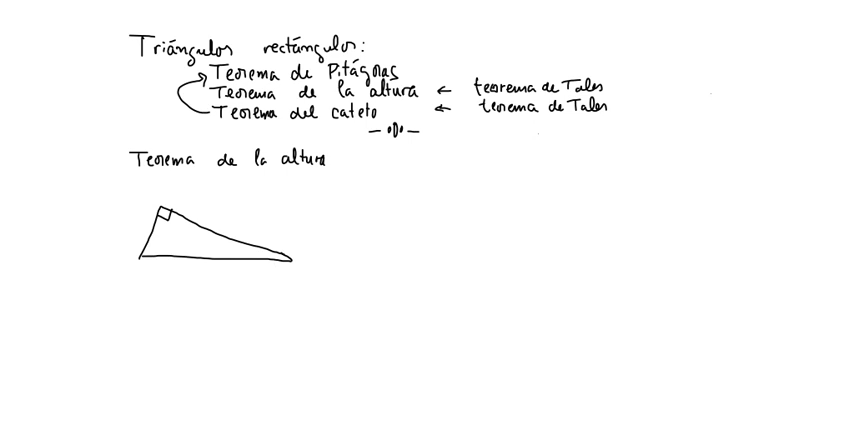 Triángulos rectángulos:
Teorema de Pitágoras
Teorema de la altura ← teorema de Tales
Teorema del cateto ← teorema de Tales
Teorema de la altura